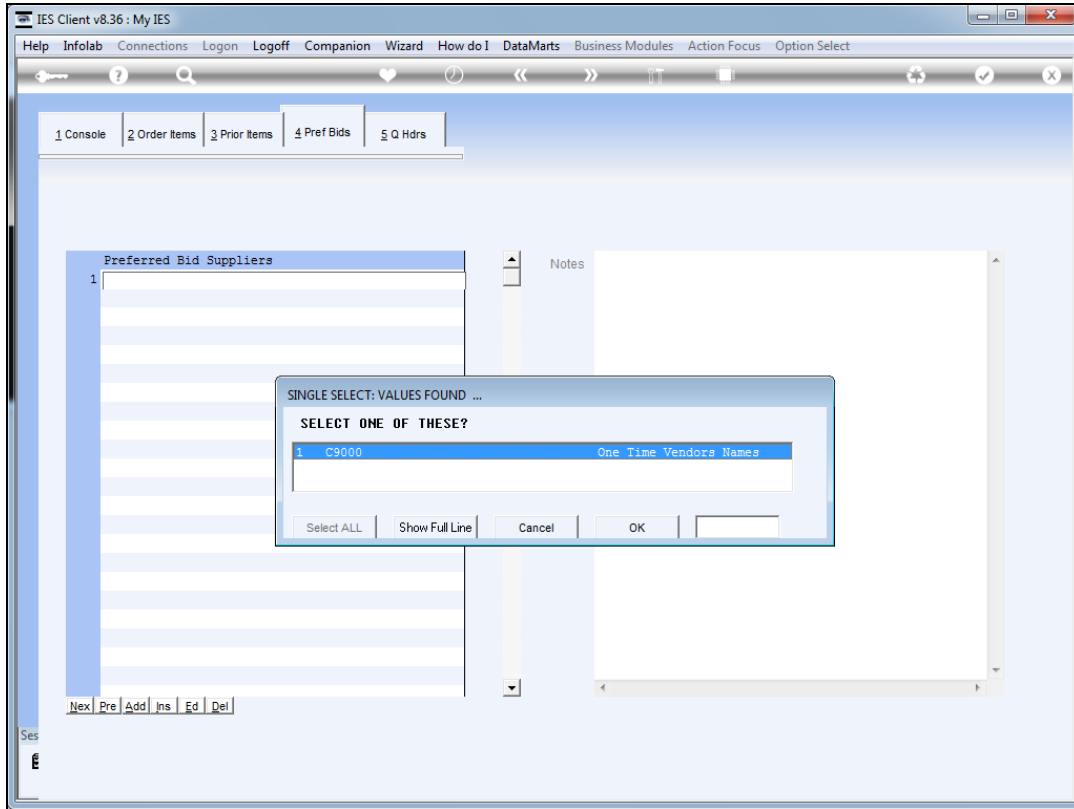 IES Client v8.36 : My IES
Help Infolab Connections Logon Logoff Companion Wizard How do I DataMarts Business Modules Action Focus Option Select
1 Console 2 Order Items 3 Prior Items 4 Pref Bids 5 Q Hdrs
Preferred Bid Suppliers
Notes
1
SINGLE SELECT: VALUES FOUND ...
SELECT ONE OF THESE?
1 C9000 One Time Vendors Names
Select ALL Show Full Line Cancel OK
Nex Pre Add Ins Ed Del
Ses